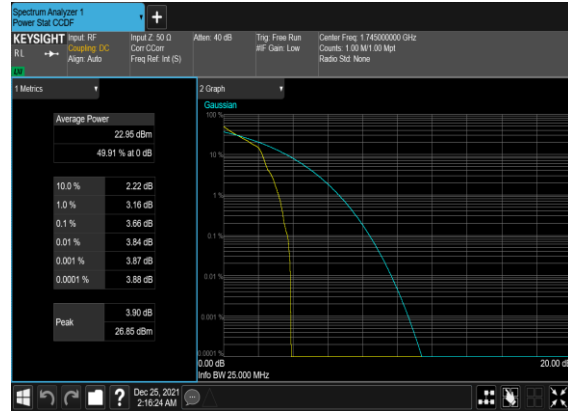 Spectrum Analyzer 1
Power Stat CCDF
KEYSIGHT
RL
LM
Input: RF
Coupling: DC
Align: Auto
Input Z: 50 Ω
Corr CCorr
Freq Ref: Int (S)
Atten: 40 dB
Trig: Free Run
#IF Gain: Low
Center Freq: 1.745000000 GHz
Counts: 1.00 M/1.00 Mpt
Radio Std: None
1 Metrics
Average Power
22.95 dBm
49.91 % at 0 dB
10.0 % 2.22 dB
1.0 % 3.16 dB
0.1 % 3.66 dB
0.01 % 3.84 dB
0.001 % 3.87 dB
0.0001 % 3.88 dB
Peak
3.90 dB
26.85 dBm
2 Graph
Gaussian
100 %
10 %
1 %
0.1 %
0.01 %
0.001 %
0.0001 %
0.00 dB
20.00 dB
Info BW 25.000 MHz
?
Dec 25, 2021
2:16:24 AM